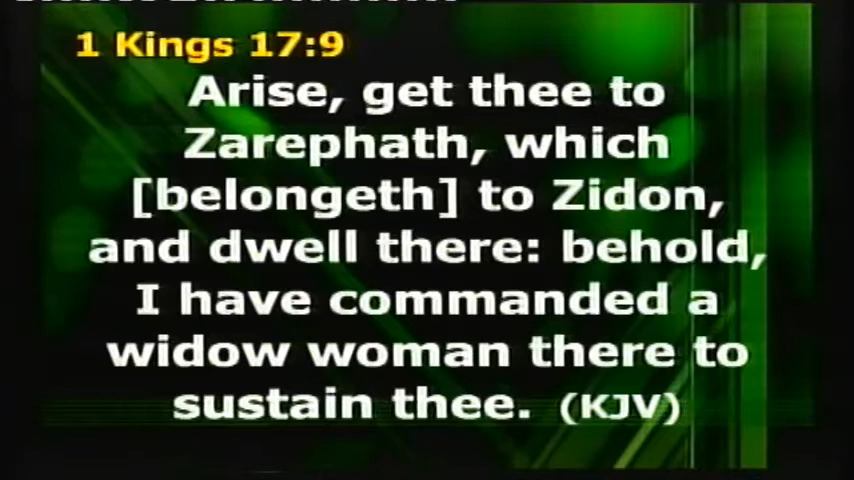 1 Kings 17:9
Arise, get thee to
Zarephath, which
[belongeth] to Zidon,
and dwell there: behold,
I have commanded a
widow woman there to
sustain thee. (KJV)